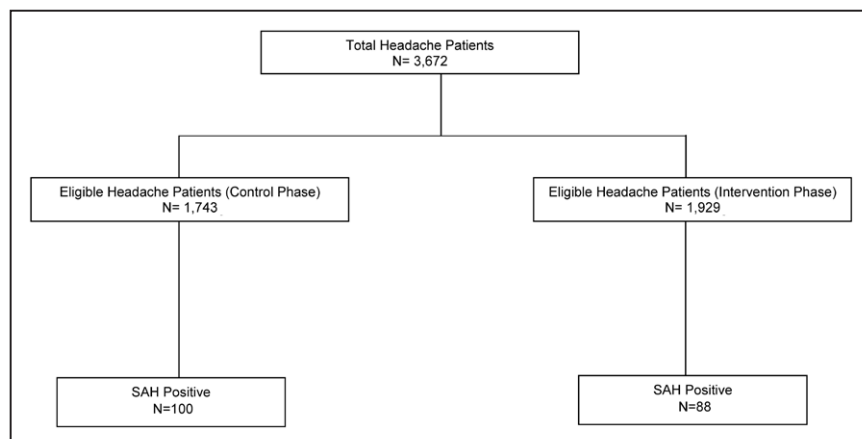 Total Headache Patients
N= 3,672
Eligible Headache Patients (Control Phase)
N= 1,743
Eligible Headache Patients (Intervention Phase)
N= 1,929
SAH Positive
N=100
SAH Positive
N=88